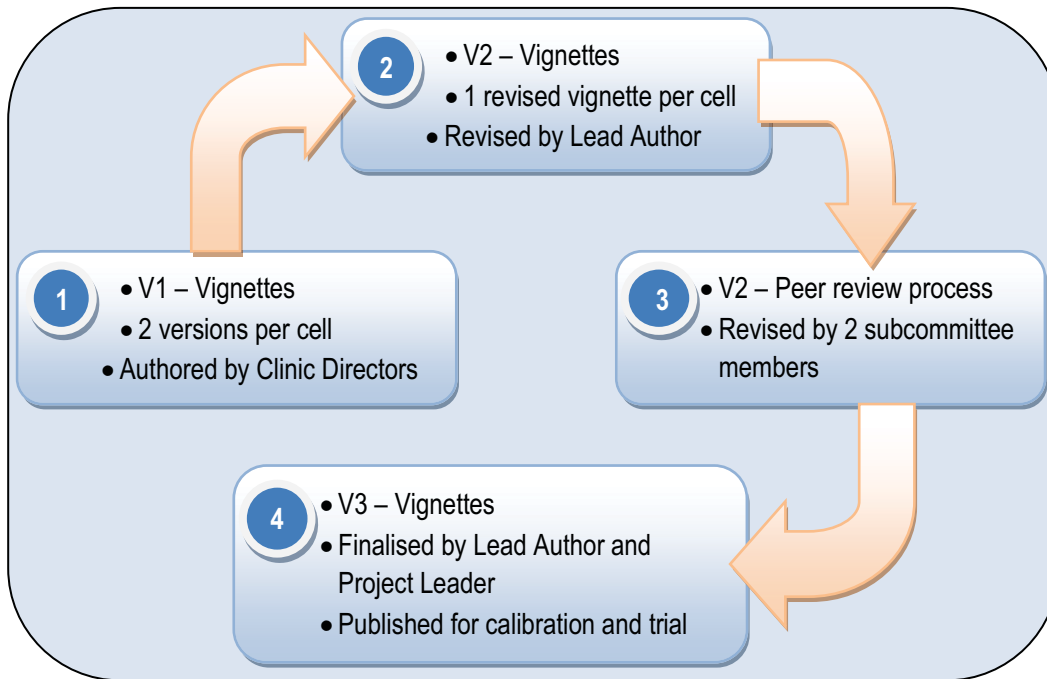 1
• V1 – Vignettes
• 2 versions per cell
• Authored by Clinic Directors
2
• V2 – Vignettes
• 1 revised vignette per cell
• Revised by Lead Author
3
• V2 – Peer review process
• Revised by 2 subcommittee
members
4
• V3 – Vignettes
• Finalised by Lead Author and
Project Leader
• Published for calibration and trial